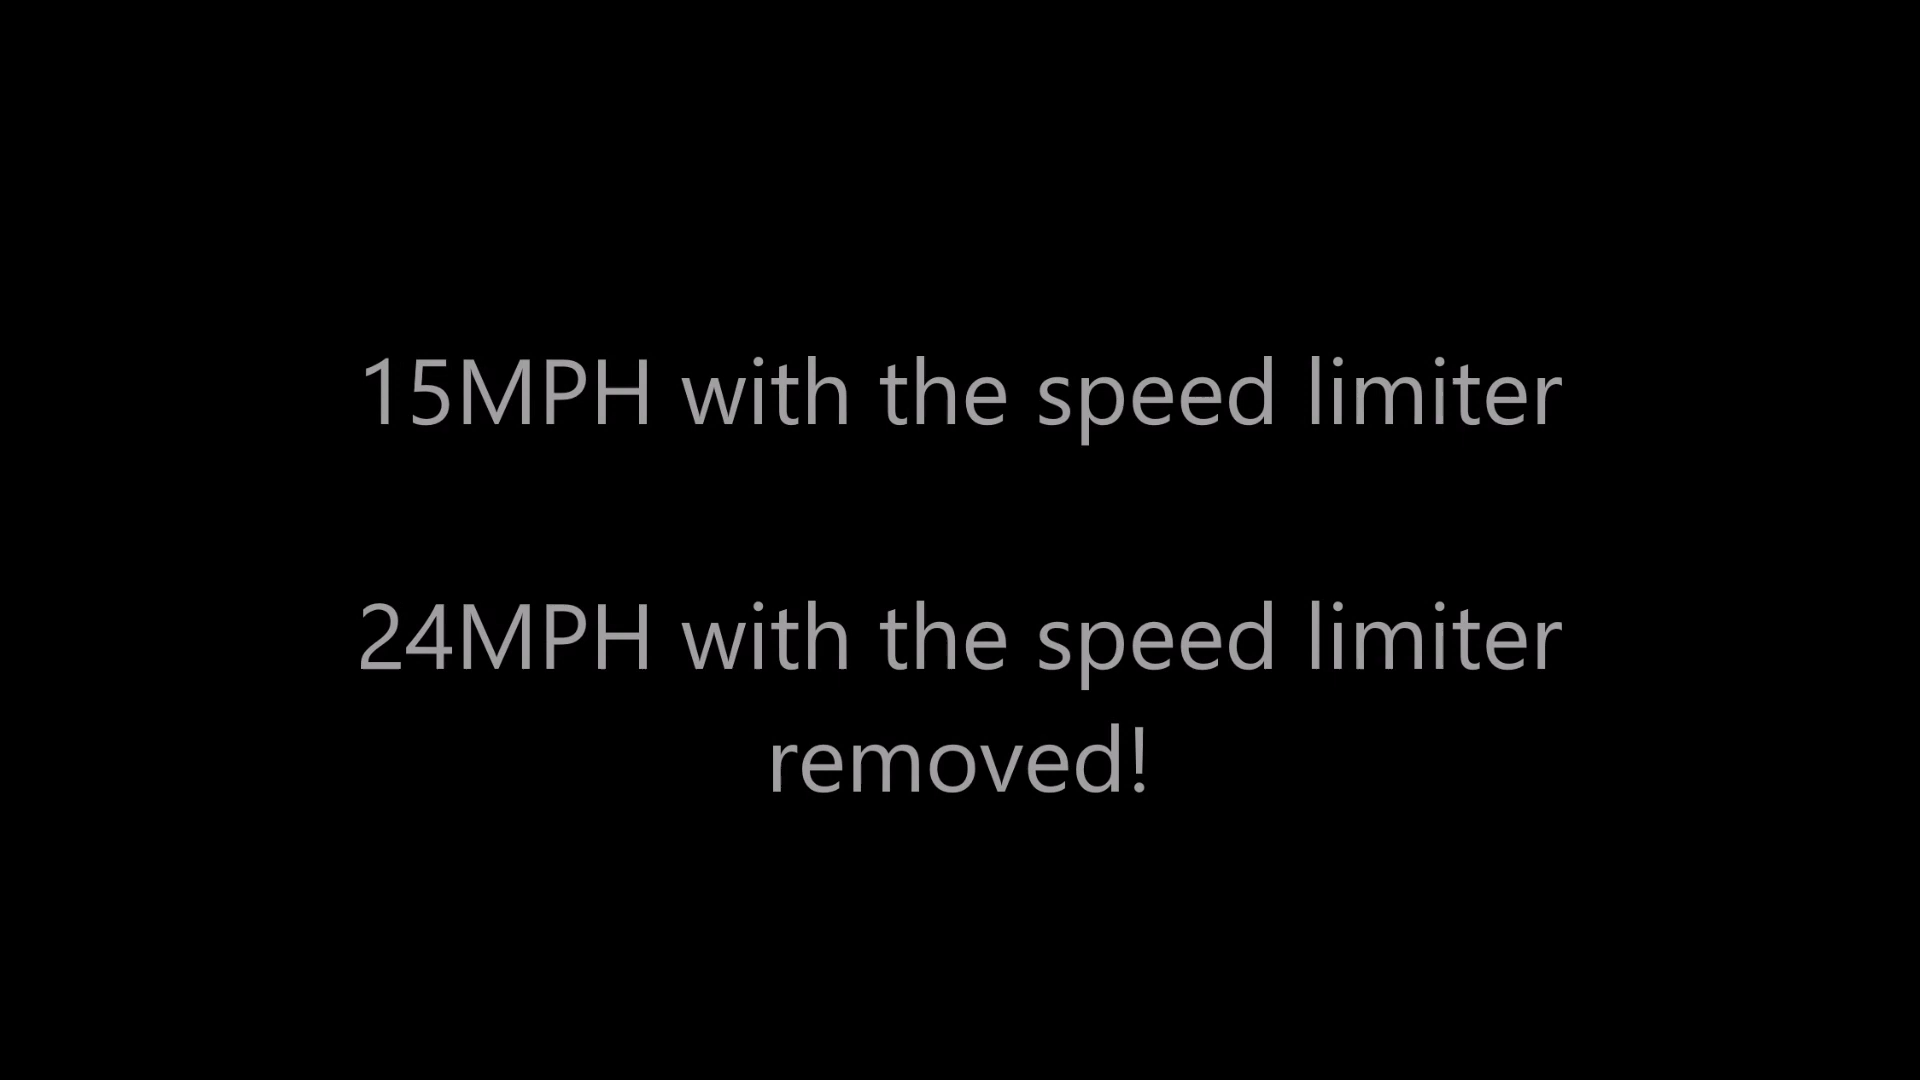 15MPH with the speed limiter
24MPH with the speed limiter
removed!